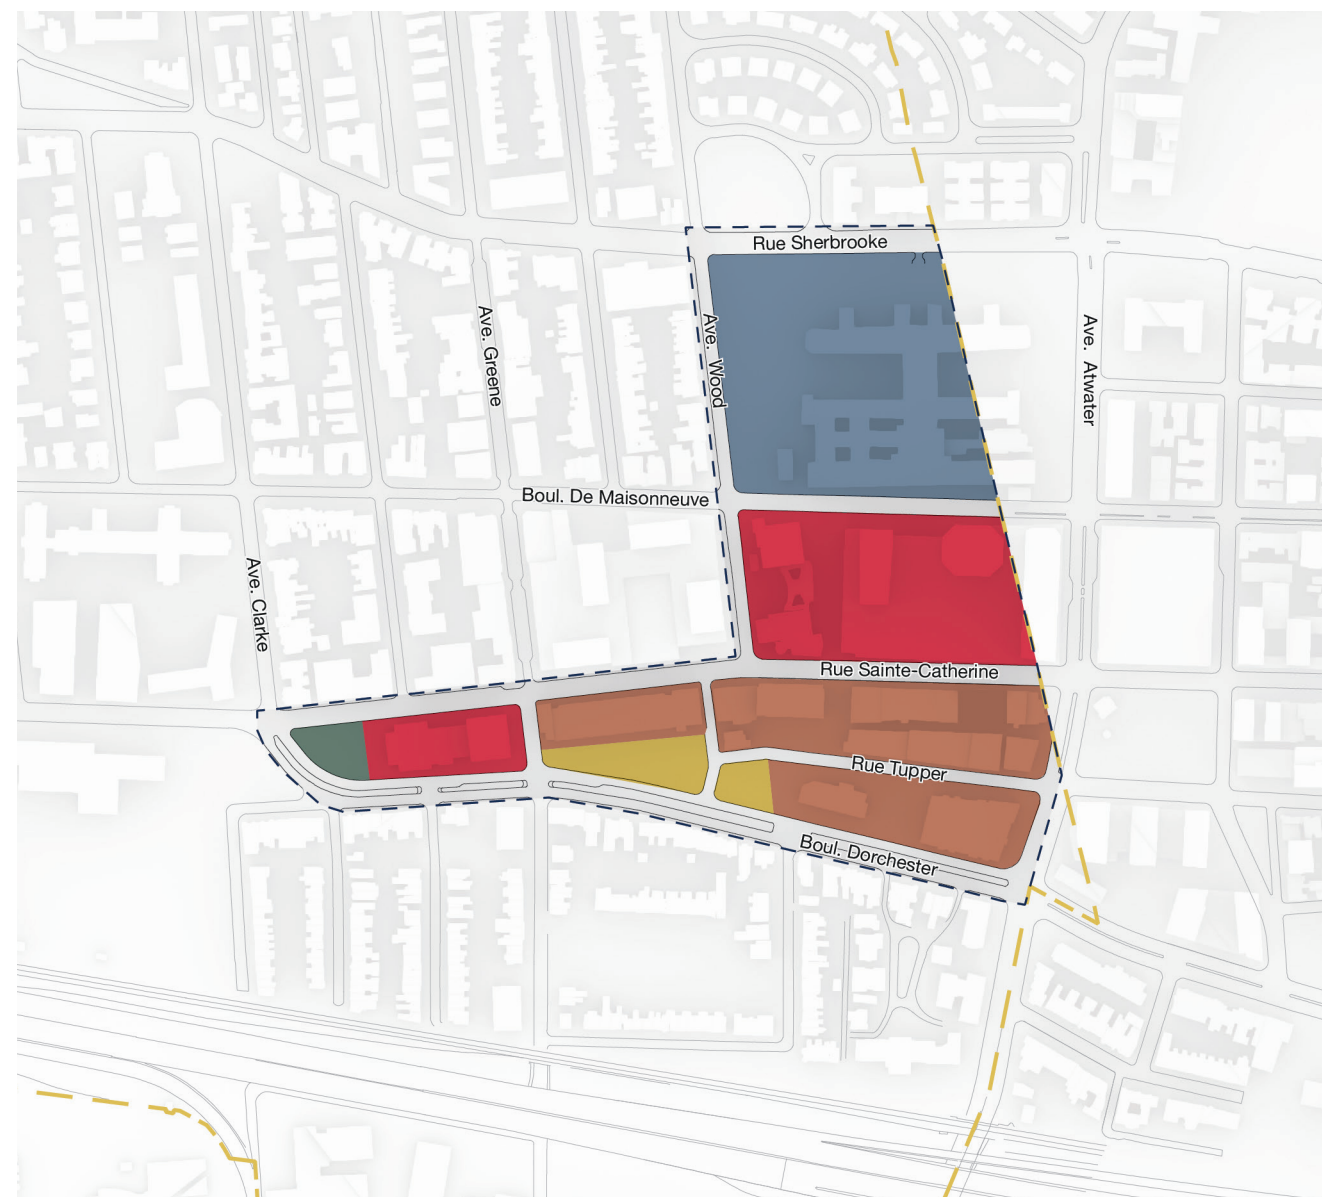 Rue Sherbrooke
Ave. Greene
Ave. Wood
Ave. Atwater
Boul. De Maisonneuve
Ave. Clarke
Rue Sainte-Catherine
Rue Tupper
Boul. Dorchester